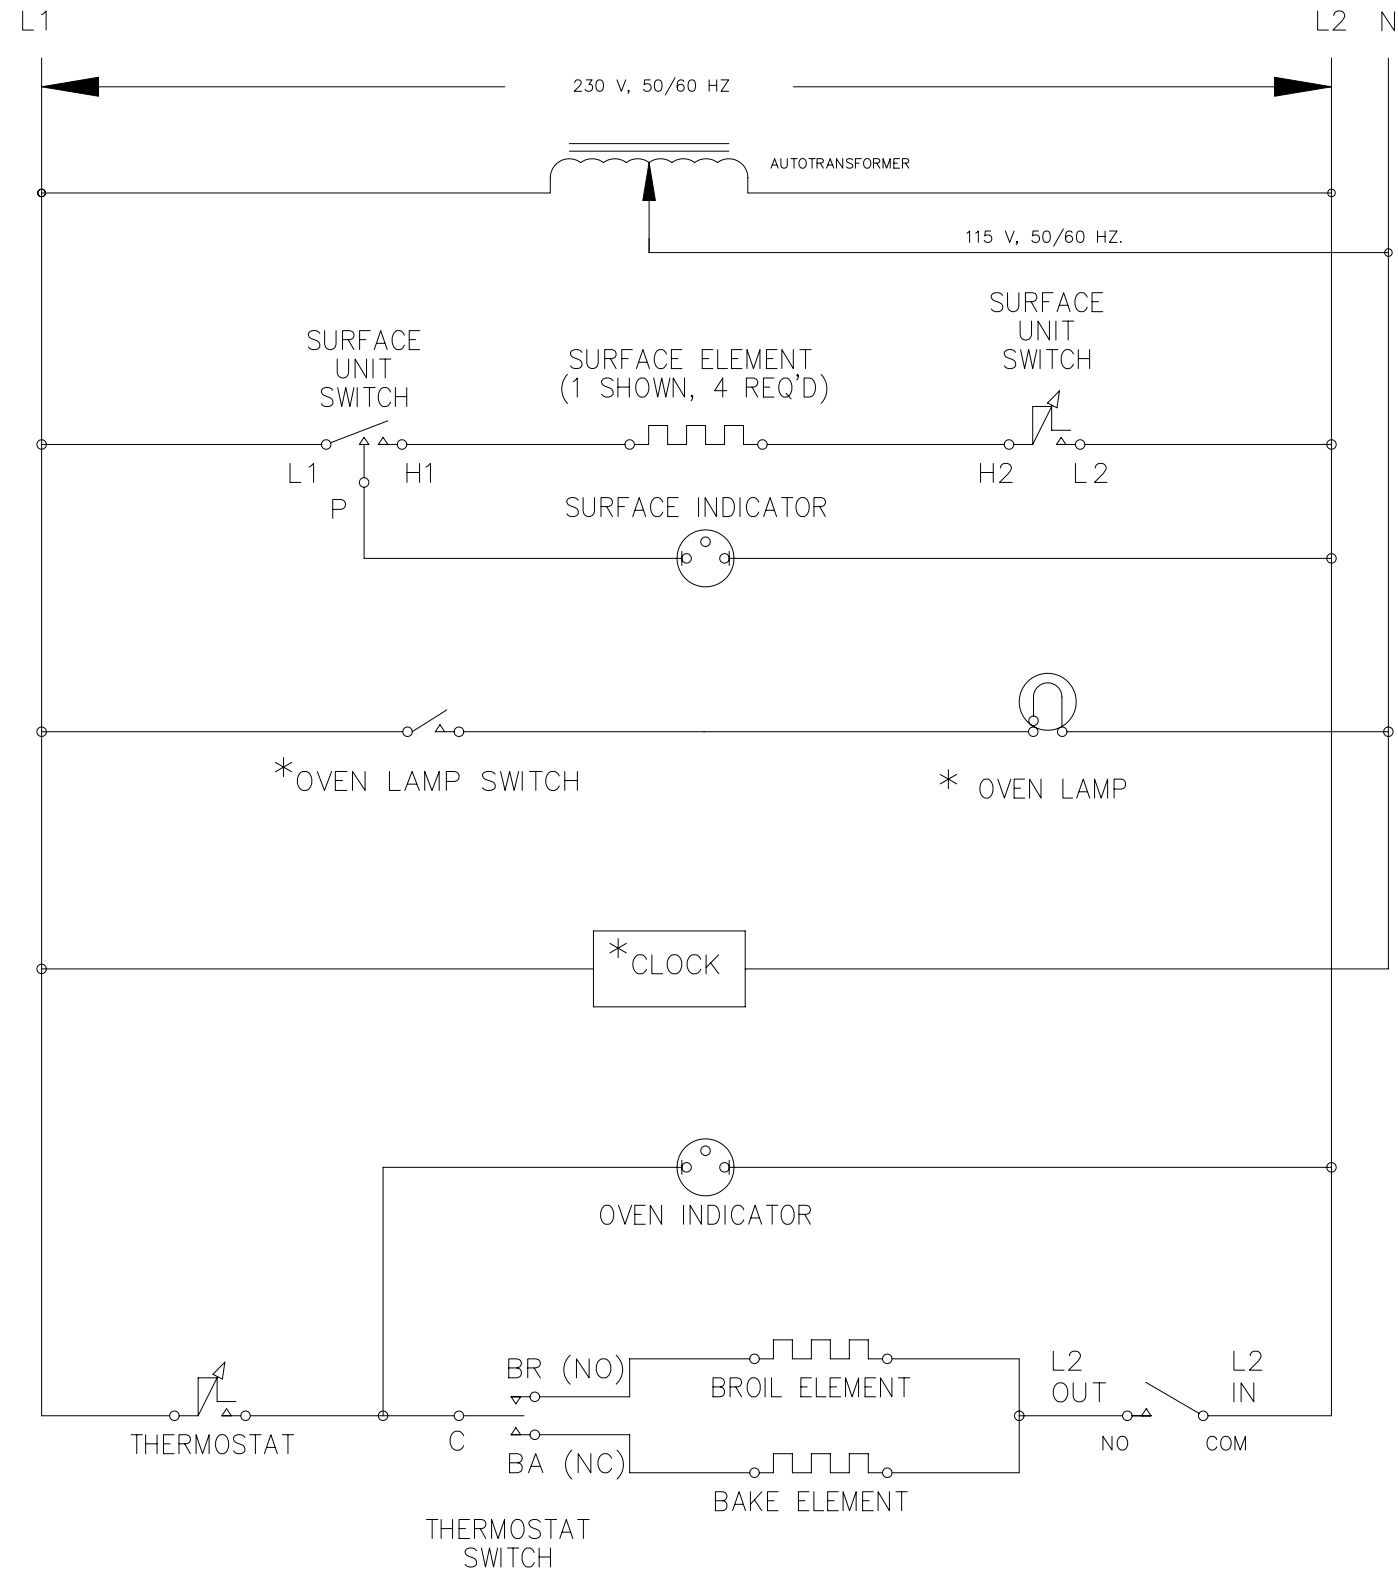 L1
L2 N
230 V, 50/60 HZ
AUTOTRANSFORMER
115 V, 50/60 HZ.
SURFACE
UNIT
SWITCH
SURFACE
UNIT
SWITCH
SURFACE ELEMENT
(1 SHOWN, 4 REQ'D)
L1
H1
H2
L2
P
SURFACE INDICATOR
*OVEN LAMP SWITCH
* OVEN LAMP
*CLOCK
OVEN INDICATOR
BR (NO)
BROIL ELEMENT
L2
OUT
L2
IN
THERMOSTAT
C
NO
COM
BA (NC)
BAKE ELEMENT
THERMOSTAT
SWITCH